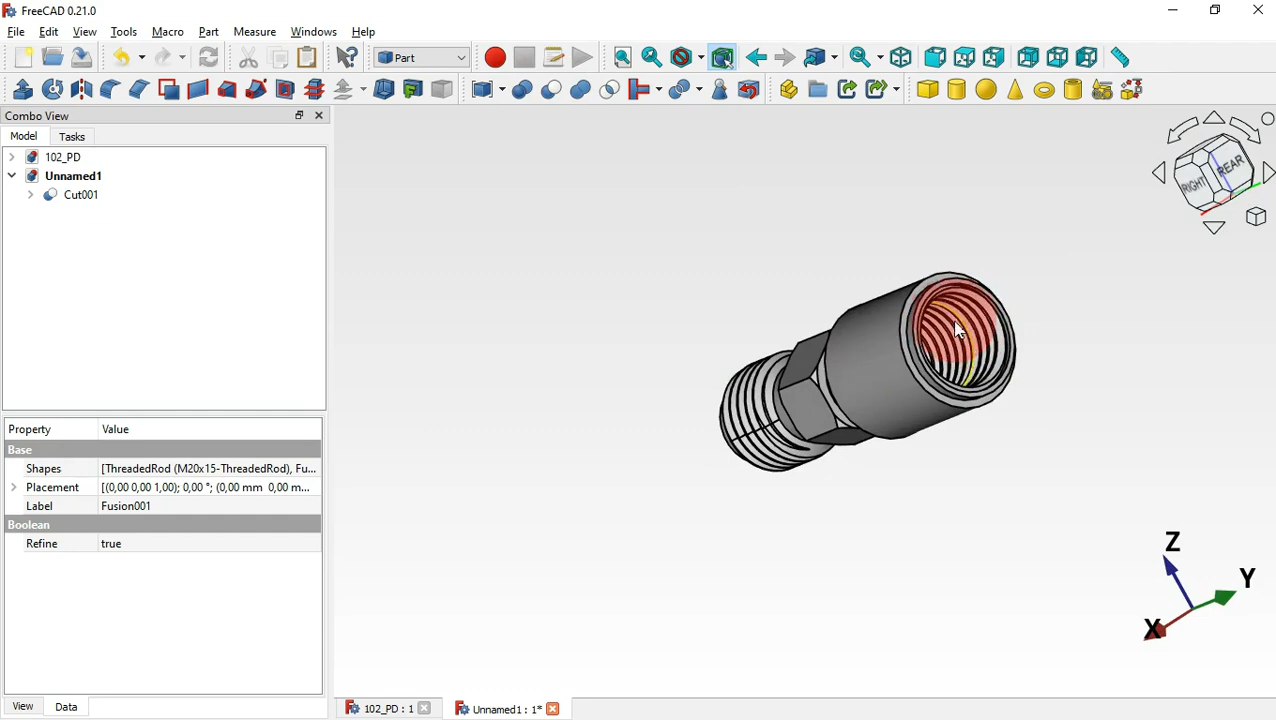 FreeCAD 0.21.0
File Edit View Tools Macro Part Measure Windows Help
Part
Combo View
Model Tasks
102_PD
Unnamed1
Cut001
Property Value
Base
Shapes [ThreadedRod (M20x15-ThreadedRod), Fu...
Placement [(0,00 0,00 1,00); 0,00 °; (0,00 mm 0,00 m...
Label Fusion001
Boolean
Refine true
View Data
102_PD : 1
Unnamed1 : 1*
RIGHT REAR
Z
Y
X